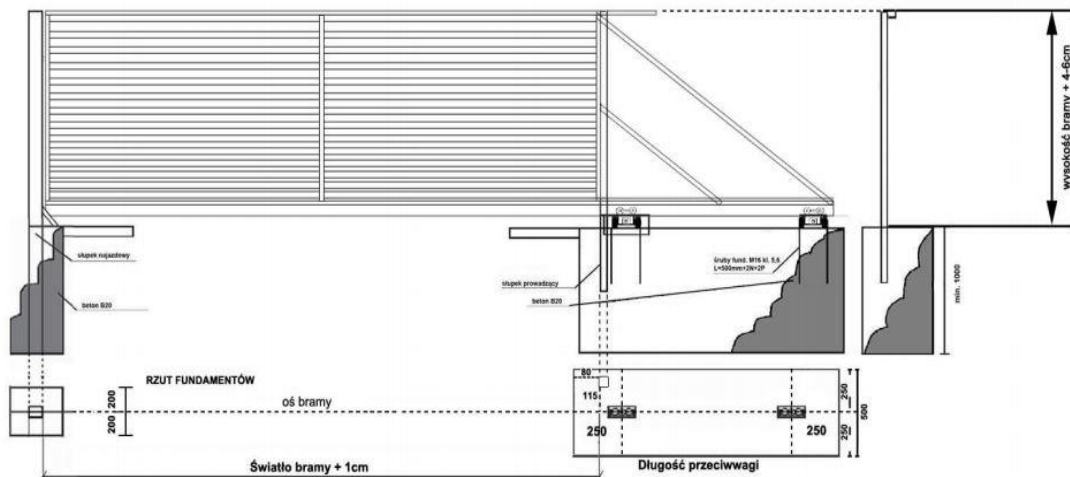 wysokość bramy + 4-6cm
słupek najazdowy
beton B20
słupek prowadzący
śruby fund. M16 kl. 5,6
L=500mm+2N+2P
beton B20
min. 1000
RZUT FUNDAMENTÓW
oś bramy
200
200
80
115
250
250
250
250
500
Światło bramy + 1cm
Długość przeciwwagi